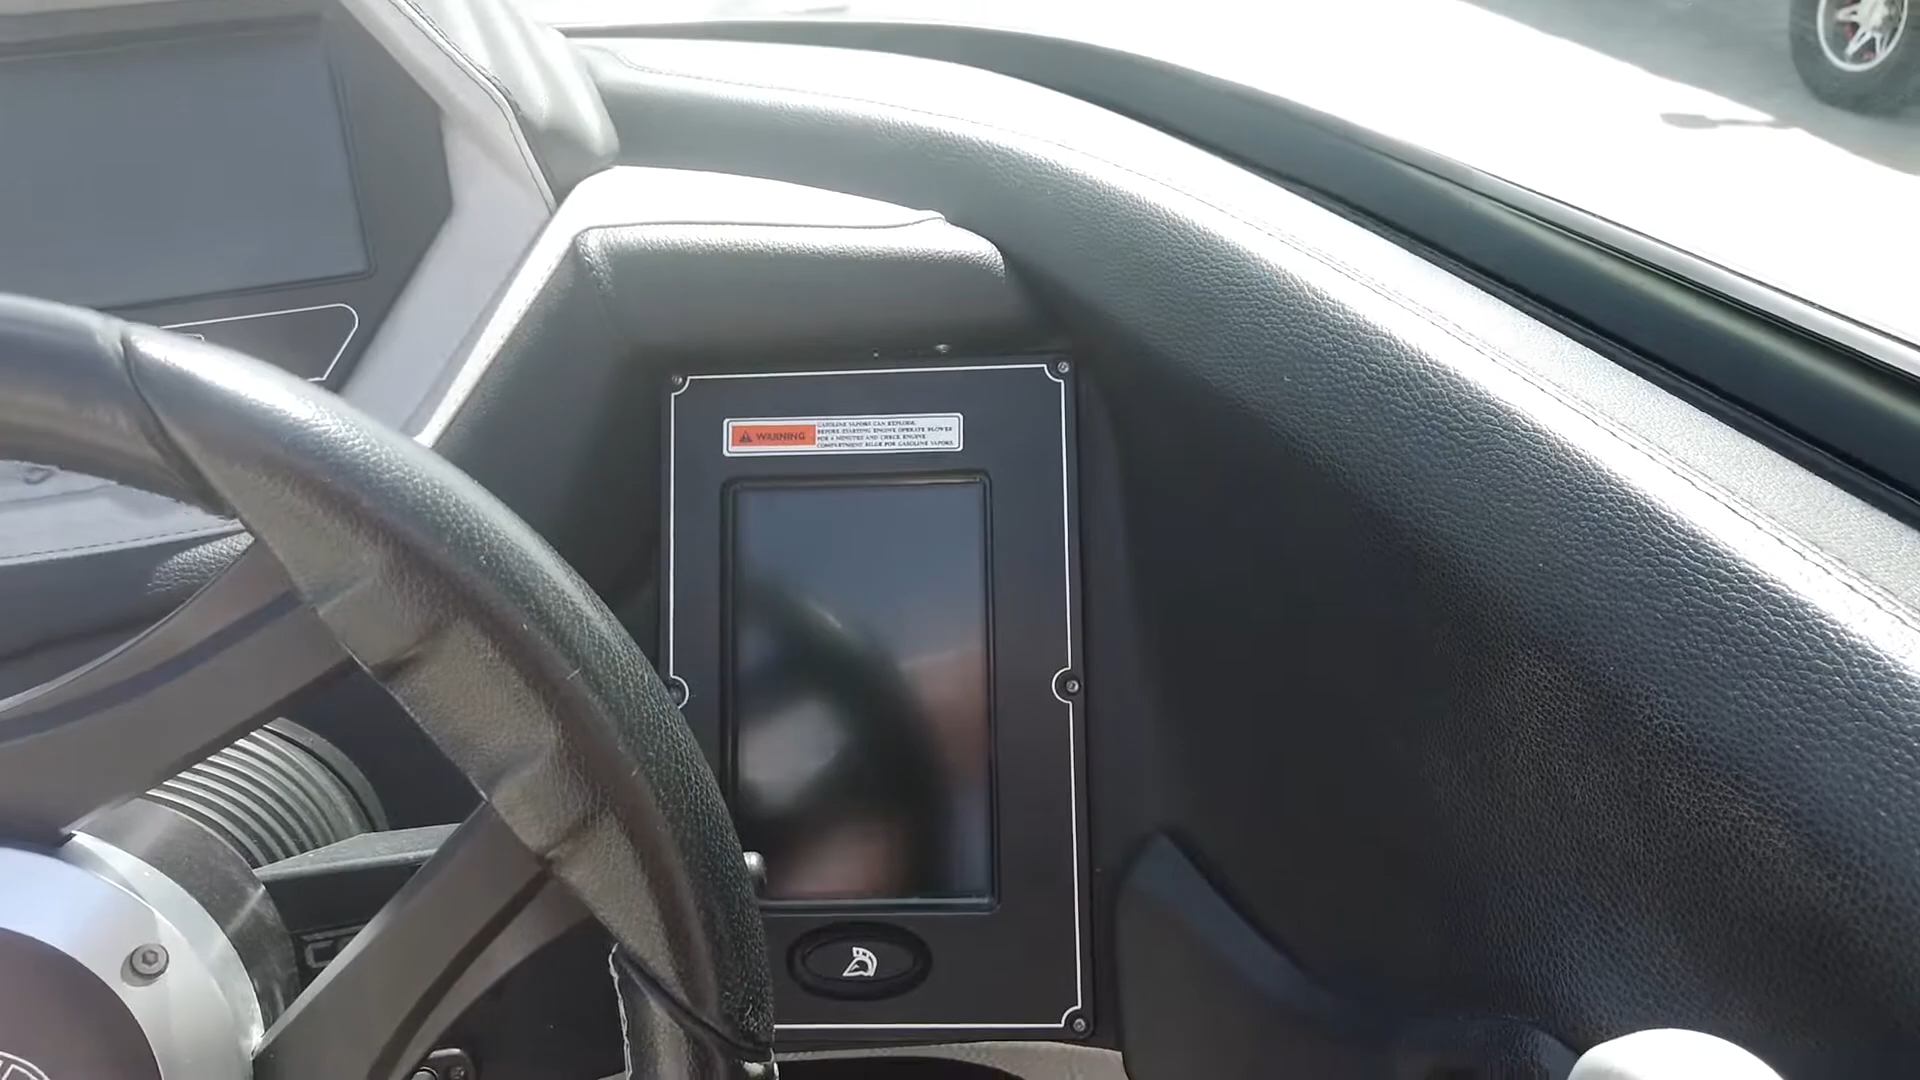 WARNING
GASOLINE VAPORS CAN EXPLODE.
BEFORE STARTING ENGINE OPERATE BLOWER
FOR 4 MINUTES AND CHECK ENGINE
COMPARTMENT BILGE FOR GASOLINE VAPORS.